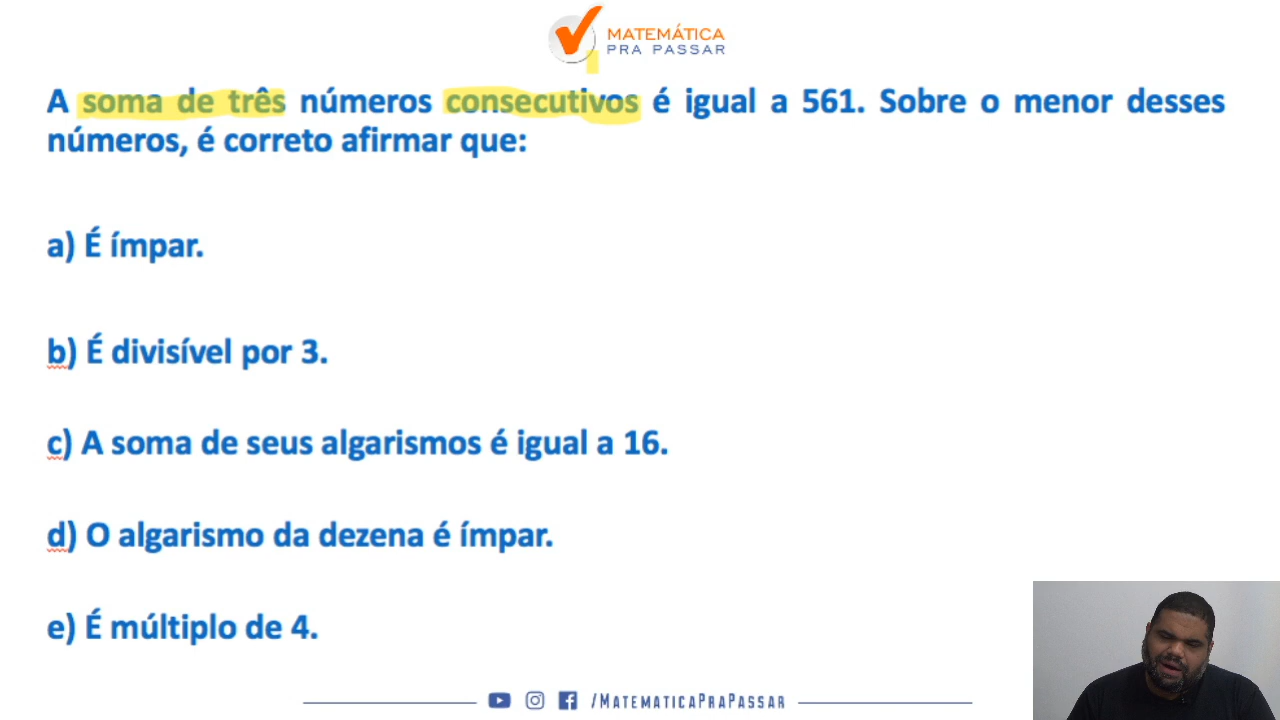 MATEMÁTICA
PRA PASSAR
A soma de três números consecutivos é igual a 561. Sobre o menor desses
números, é correto afirmar que:
a) É ímpar.
b) É divisível por 3.
c) A soma de seus algarismos é igual a 16.
d) O algarismo da dezena é ímpar.
e) É múltiplo de 4.
/MATEMATICAPRAPASSAR